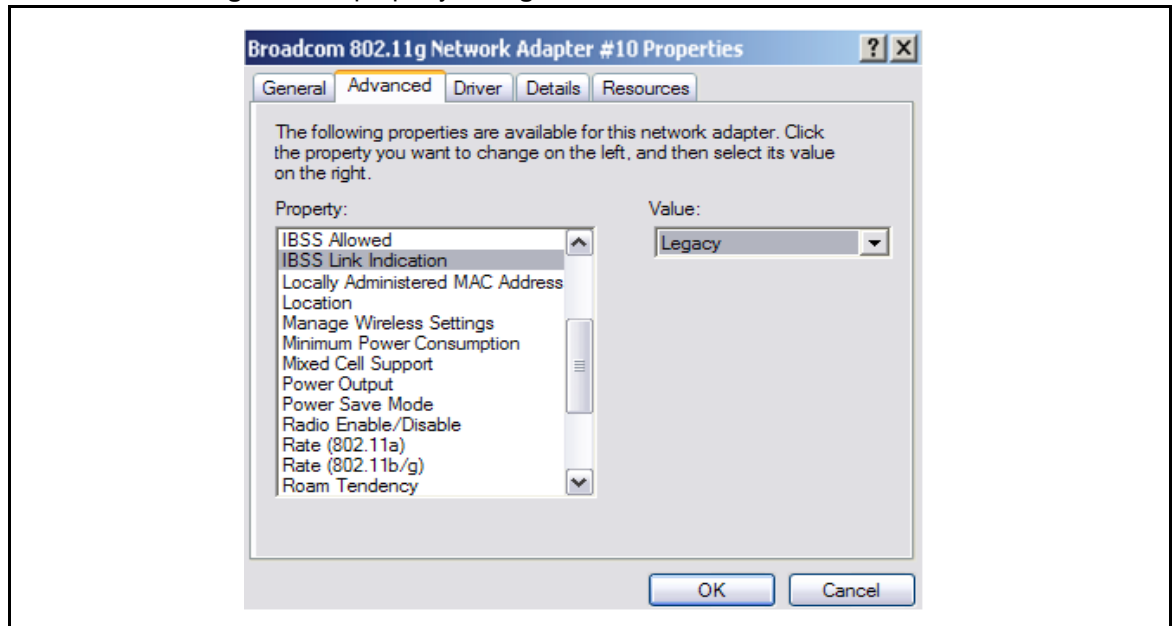 Broadcom 802.11g Network Adapter #10 Properties
General Advanced Driver Details Resources
The following properties are available for this network adapter. Click
the property you want to change on the left, and then select its value
on the right.
Property: Value:
IBSS Allowed
IBSS Link Indication Legacy
Locally Administered MAC Address
Location
Manage Wireless Settings
Minimum Power Consumption
Mixed Cell Support
Power Output
Power Save Mode
Radio Enable/Disable
Rate (802.11a)
Rate (802.11b/g)
Roam Tendency
OK Cancel